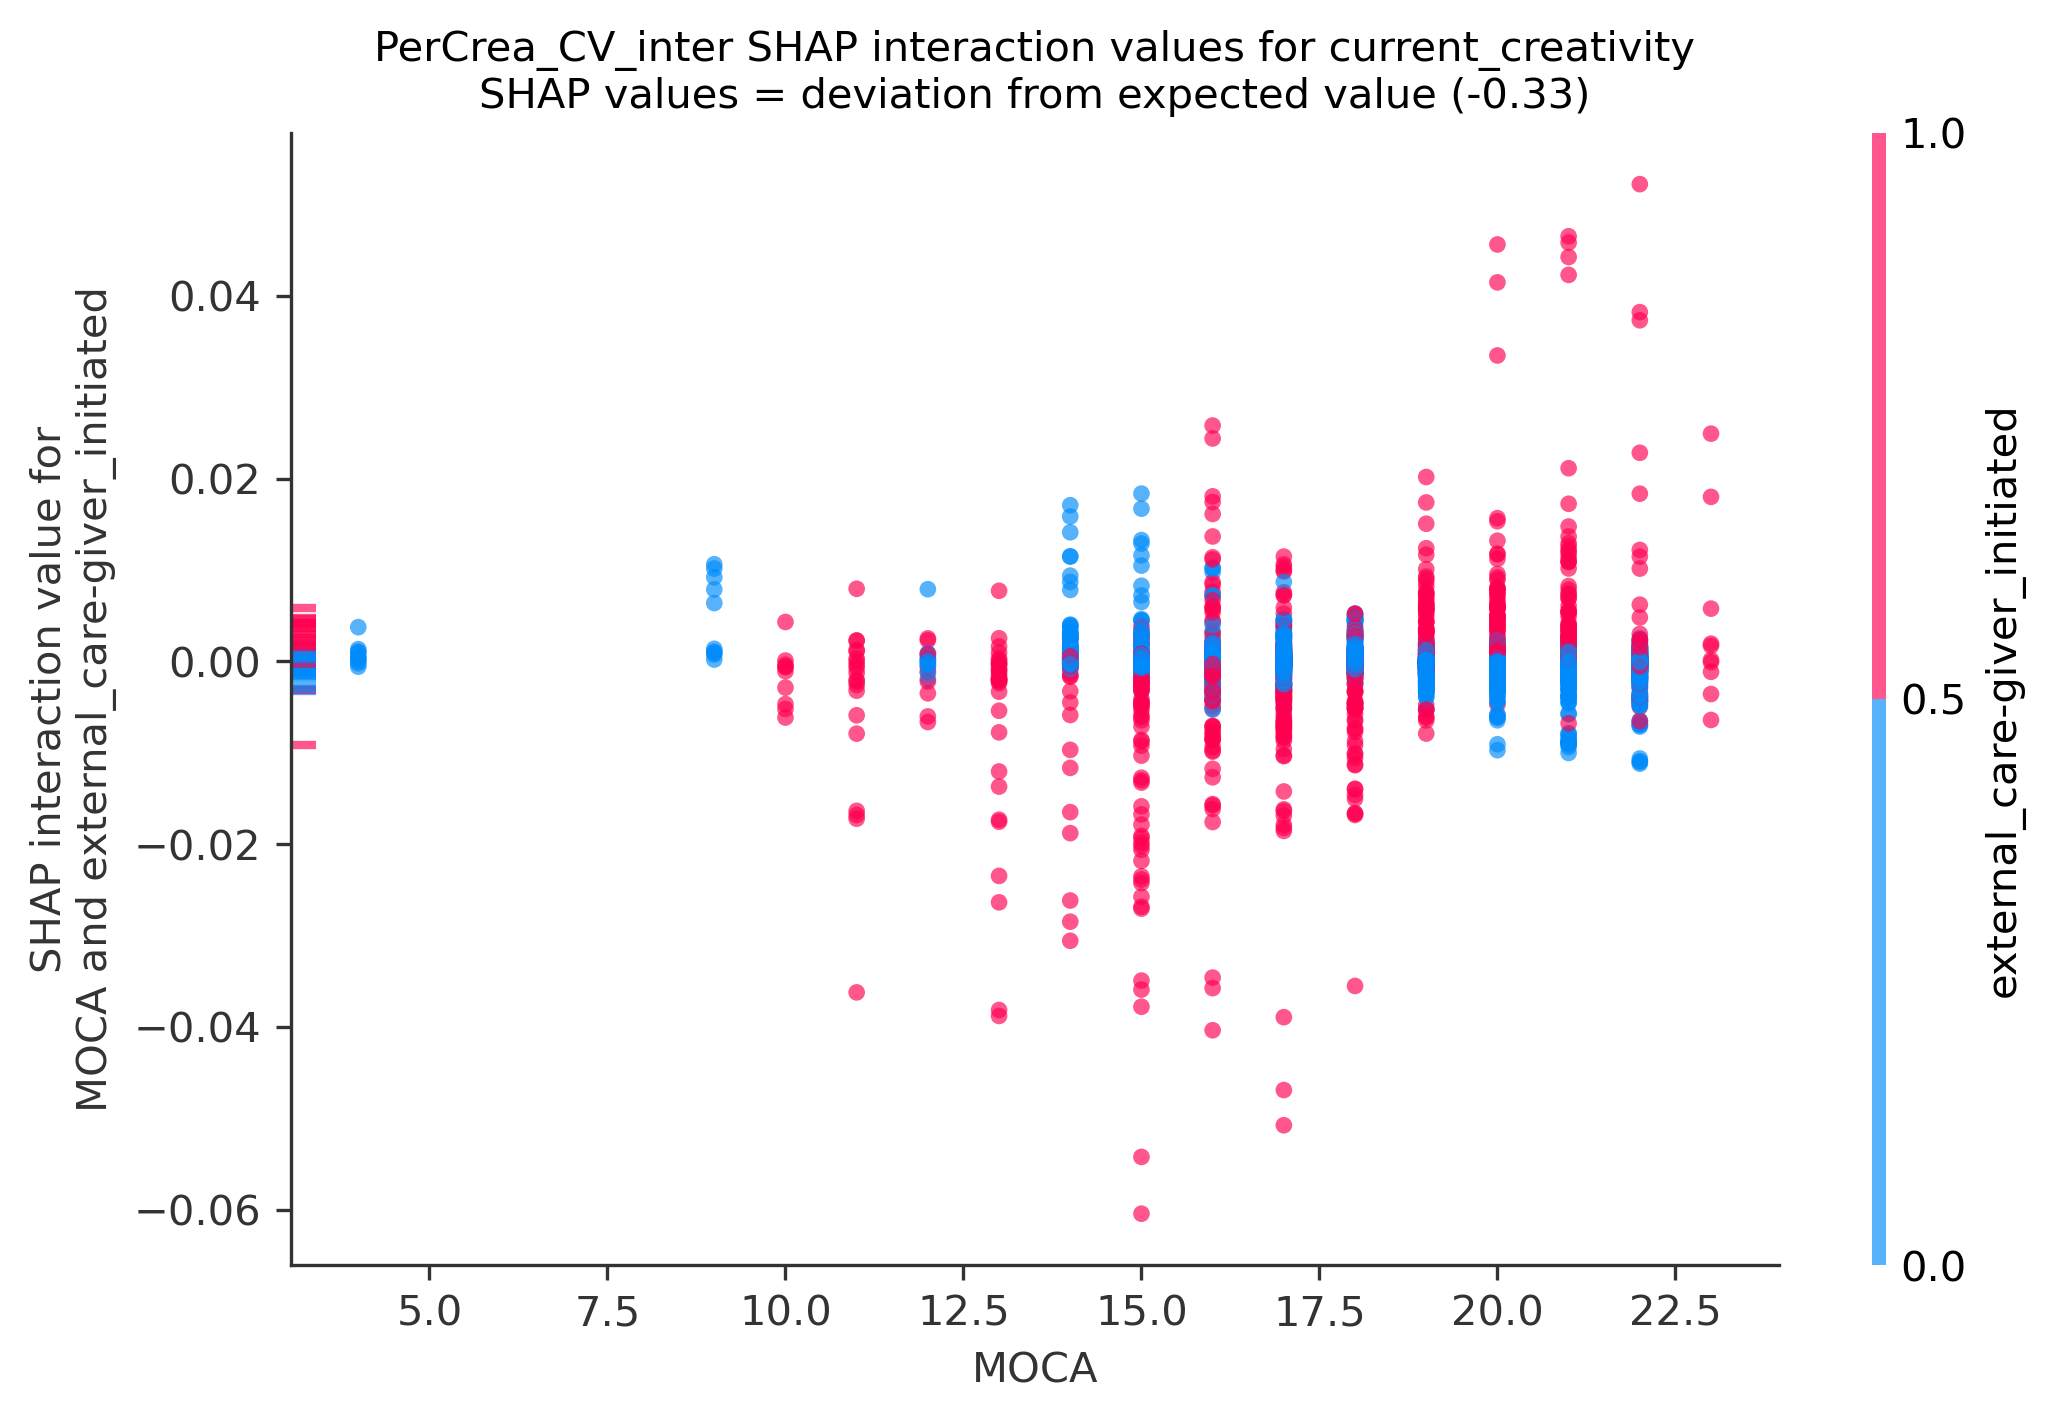 PerCrea_CV_inter SHAP interaction values for current_creativity
SHAP values = deviation from expected value (-0.33)
SHAP interaction value for
MOCA and external_care-giver_initiated
0.04
0.02
0.00
−0.02
−0.04
−0.06
5.0
7.5
10.0
12.5
15.0
17.5
20.0
22.5
MOCA
1.0
0.5
0.0
external_care-giver_initiated